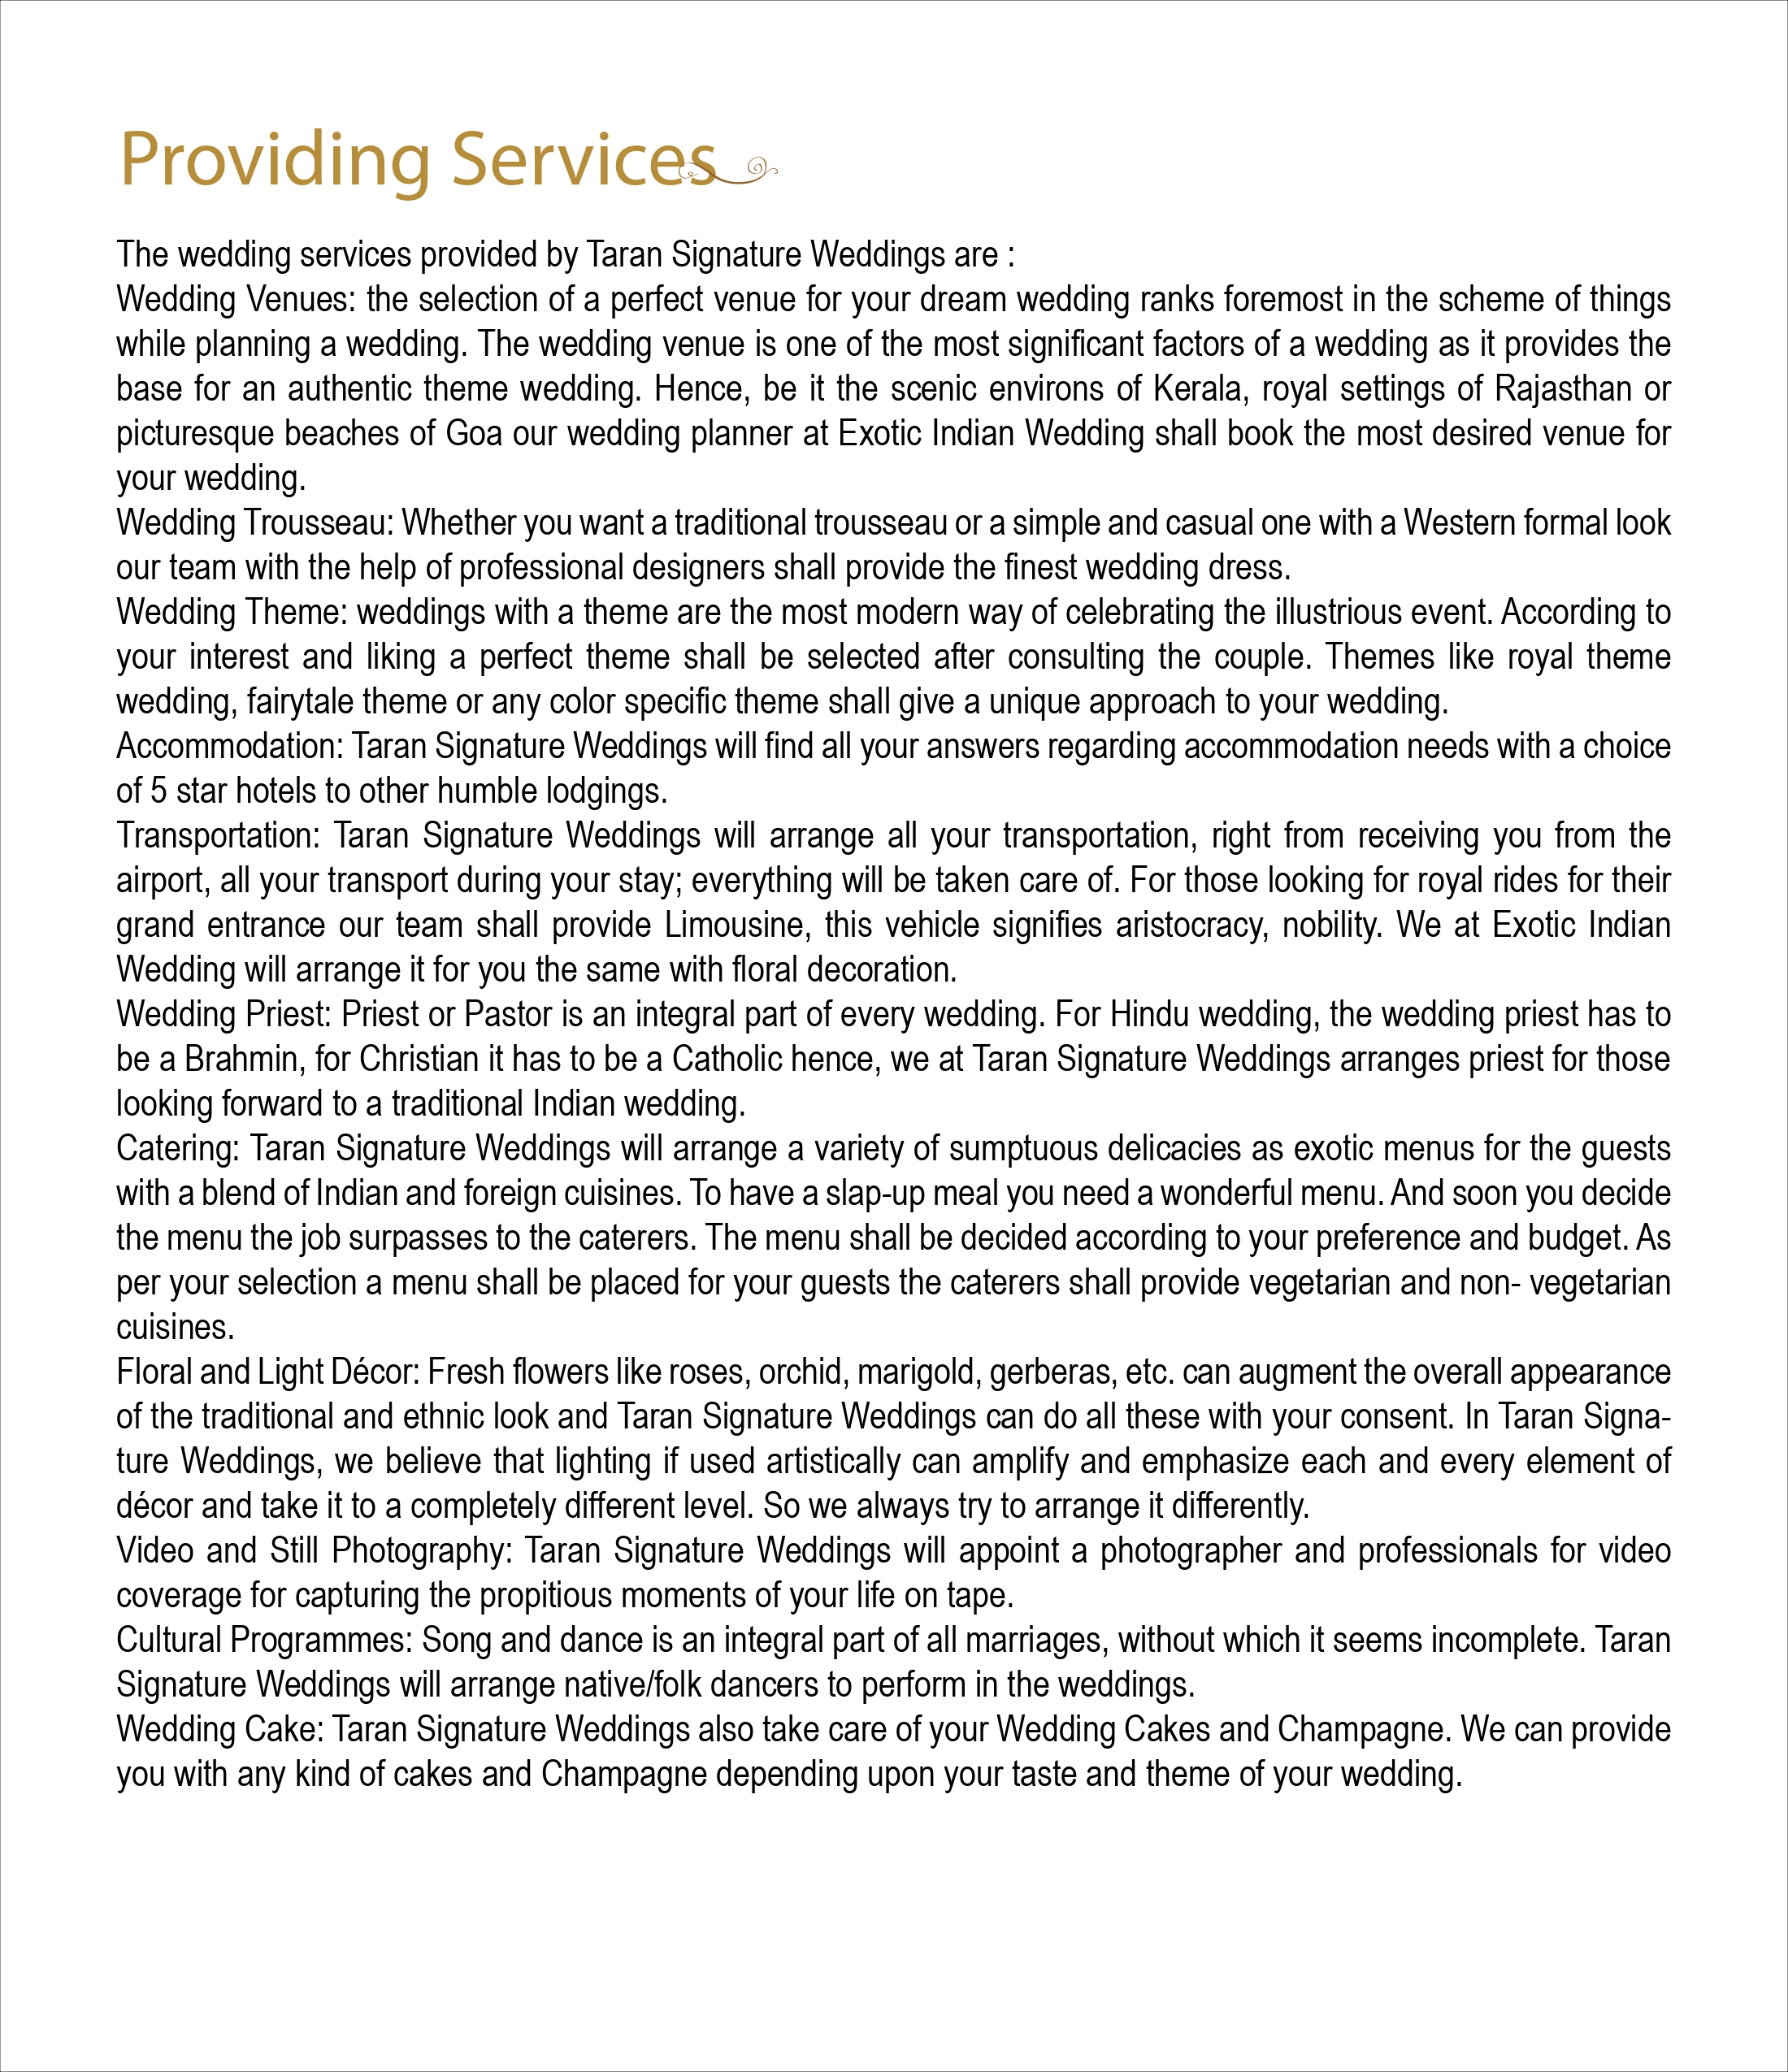 Providing Services
The wedding services provided by Taran Signature Weddings are :
Wedding Venues: the selection of a perfect venue for your dream wedding ranks foremost in the scheme of things
while planning a wedding. The wedding venue is one of the most significant factors of a wedding as it provides the
base for an authentic theme wedding. Hence, be it the scenic environs of Kerala, royal settings of Rajasthan or
picturesque beaches of Goa our wedding planner at Exotic Indian Wedding shall book the most desired venue for
your wedding.
Wedding Trousseau: Whether you want a traditional trousseau or a simple and casual one with a Western formal look
our team with the help of professional designers shall provide the finest wedding dress.
Wedding Theme: weddings with a theme are the most modern way of celebrating the illustrious event. According to
your interest and liking a perfect theme shall be selected after consulting the couple. Themes like royal theme
wedding, fairytale theme or any color specific theme shall give a unique approach to your wedding.
Accommodation: Taran Signature Weddings will find all your answers regarding accommodation needs with a choice
of 5 star hotels to other humble lodgings.
Transportation: Taran Signature Weddings will arrange all your transportation, right from receiving you from the
airport, all your transport during your stay; everything will be taken care of. For those looking for royal rides for their
grand entrance our team shall provide Limousine, this vehicle signifies aristocracy, nobility. We at Exotic Indian
Wedding will arrange it for you the same with floral decoration.
Wedding Priest: Priest or Pastor is an integral part of every wedding. For Hindu wedding, the wedding priest has to
be a Brahmin, for Christian it has to be a Catholic hence, we at Taran Signature Weddings arranges priest for those
looking forward to a traditional Indian wedding.
Catering: Taran Signature Weddings will arrange a variety of sumptuous delicacies as exotic menus for the guests
with a blend of Indian and foreign cuisines. To have a slap-up meal you need a wonderful menu. And soon you decide
the menu the job surpasses to the caterers. The menu shall be decided according to your preference and budget. As
per your selection a menu shall be placed for your guests the caterers shall provide vegetarian and non- vegetarian
cuisines.
Floral and Light Décor: Fresh flowers like roses, orchid, marigold, gerberas, etc. can augment the overall appearance
of the traditional and ethnic look and Taran Signature Weddings can do all these with your consent. In Taran Signa-
ture Weddings, we believe that lighting if used artistically can amplify and emphasize each and every element of
décor and take it to a completely different level. So we always try to arrange it differently.
Video and Still Photography: Taran Signature Weddings will appoint a photographer and professionals for video
coverage for capturing the propitious moments of your life on tape.
Cultural Programmes: Song and dance is an integral part of all marriages, without which it seems incomplete. Taran
Signature Weddings will arrange native/folk dancers to perform in the weddings.
Wedding Cake: Taran Signature Weddings also take care of your Wedding Cakes and Champagne. We can provide
you with any kind of cakes and Champagne depending upon your taste and theme of your wedding.